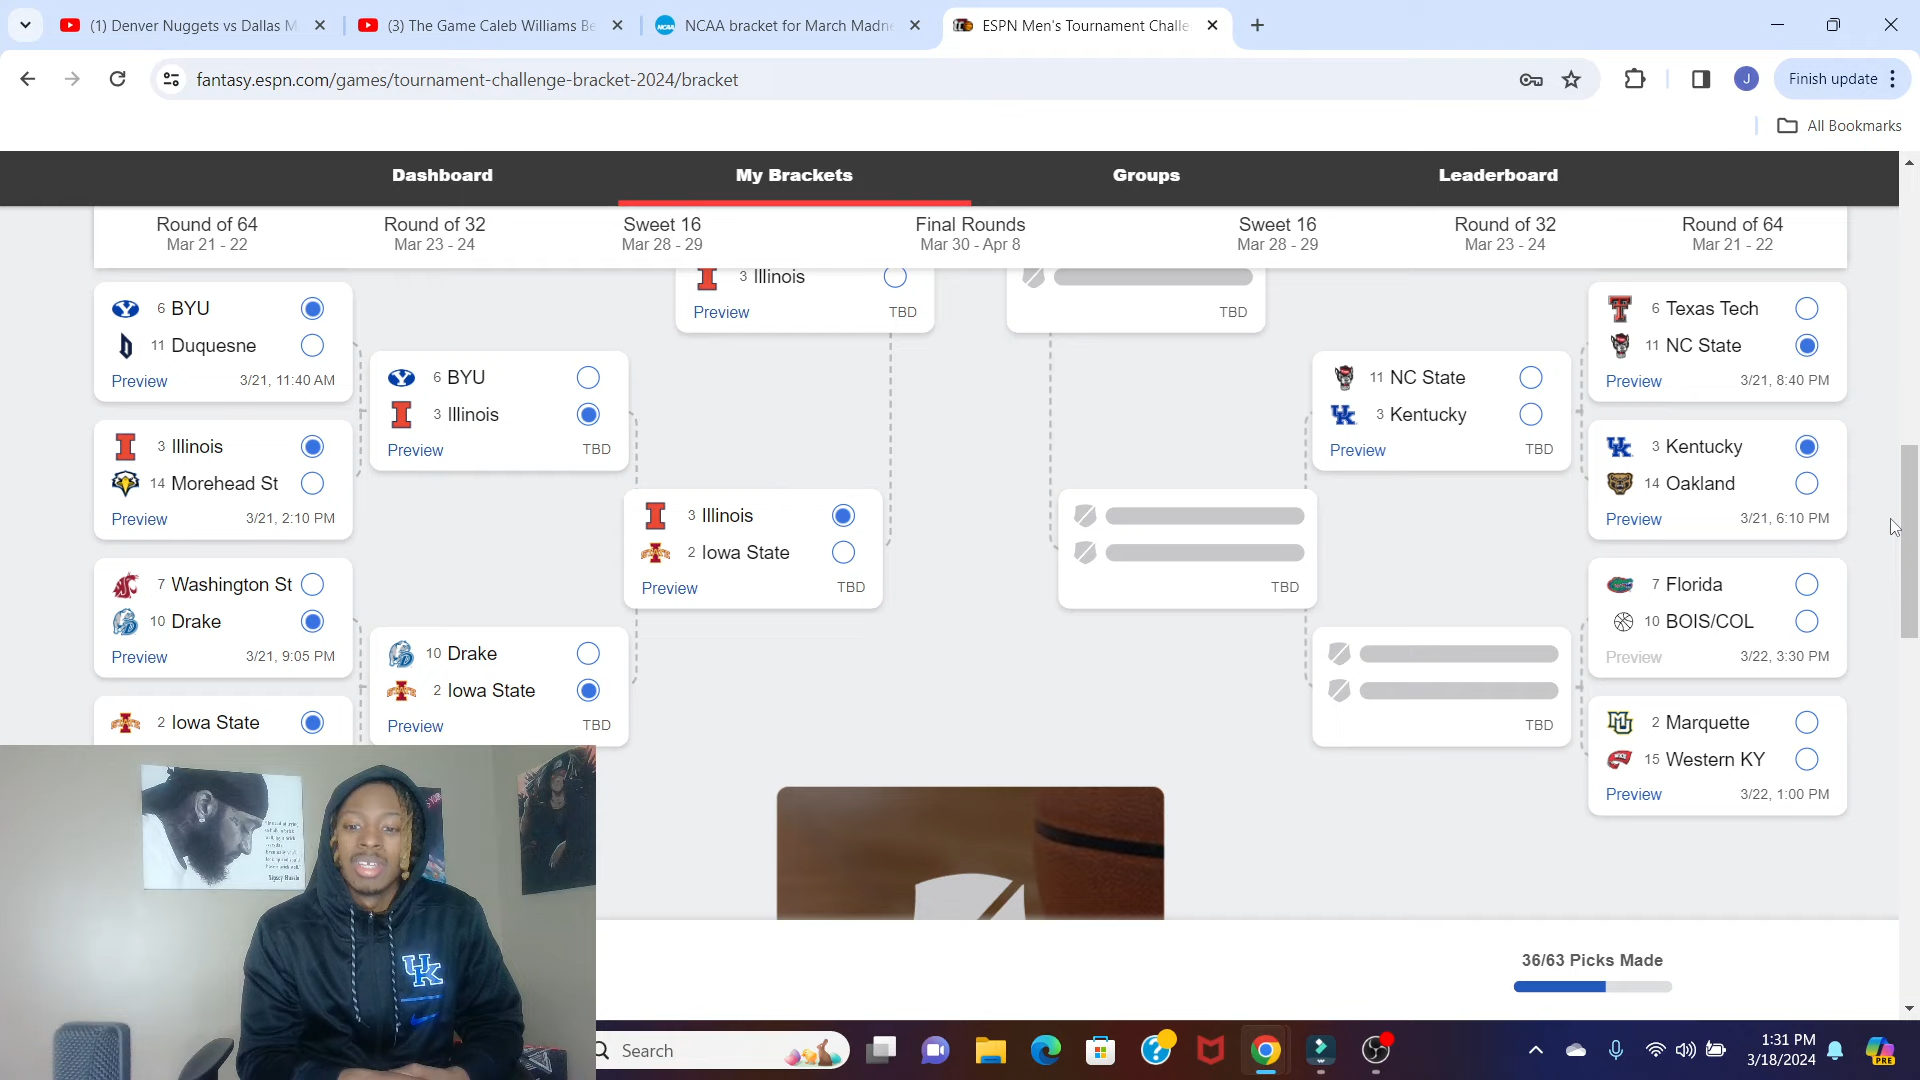 (1) Denver Nuggets vs Dallas M
(3) The Game Caleb Williams Be
NCAA bracket for March Madne
ESPN Men's Tournament Challe
fantasy.espn.com/games/tournament-challenge-bracket-2024/bracket
J
Finish update
All Bookmarks
Dashboard
My Brackets
Groups
Leaderboard
Round of 64
Mar 21 - 22
Round of 32
Mar 23 - 24
Sweet 16
Mar 28 - 29
Final Rounds
Mar 30 - Apr 8
Sweet 16
Mar 28 - 29
Round of 32
Mar 23 - 24
Round of 64
Mar 21 - 22
6 BYU
11 Duquesne
Preview 3/21, 11:40 AM
3 Illinois
14 Morehead St
Preview 3/21, 2:10 PM
7 Washington St
10 Drake
Preview 3/21, 9:05 PM
2 Iowa State
6 BYU
3 Illinois
Preview TBD
10 Drake
2 Iowa State
Preview TBD
3 Illinois
Preview TBD
3 Illinois
2 Iowa State
Preview TBD
TBD
TBD
11 NC State
3 Kentucky
Preview TBD
TBD
6 Texas Tech
11 NC State
Preview 3/21, 8:40 PM
3 Kentucky
14 Oakland
Preview 3/21, 6:10 PM
7 Florida
10 BOIS/COL
Preview 3/22, 3:30 PM
2 Marquette
15 Western KY
Preview 3/22, 1:00 PM
36/63 Picks Made
UK
Search
1:31 PM
3/18/2024
PRE